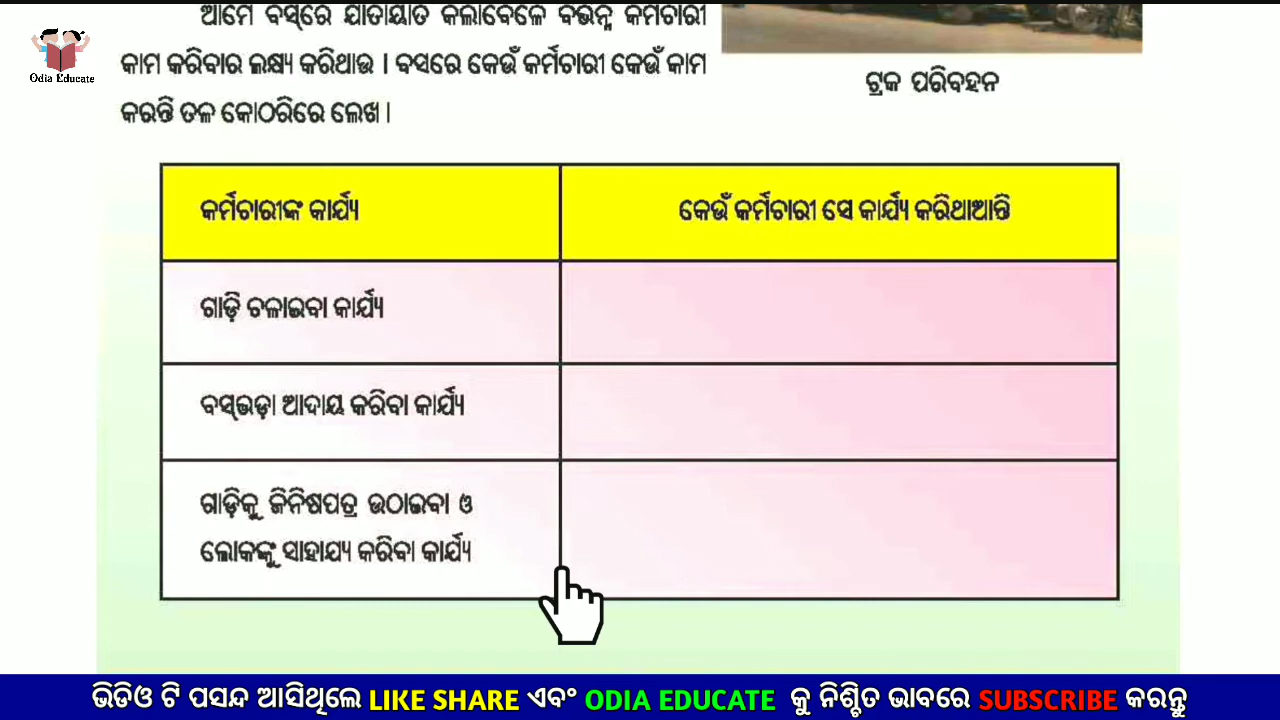 ଆମେ ବସ୍‌ରେ ଯାତାୟାତ କଲାବେଳେ ବିଭିନ୍ନ କର୍ମଚାରୀ
କାମ କରିବାର ଲକ୍ଷ୍ୟ କରିଥାଉ । ବସରେ କେଉଁ କର୍ମଚାରୀ କେଉଁ କାମ
କରନ୍ତି ତଳ କୋଠରିରେ ଲେଖ ।
ଟ୍ରକ ପରିବହନ
Odia Educate
କର୍ମଚାରୀଙ୍କ କାର୍ଯ୍ୟ
କେଉଁ କର୍ମଚାରୀ ସେ କାର୍ଯ୍ୟ କରିଥାଆନ୍ତି
ଗାଡ଼ି ଚଳାଇବା କାର୍ଯ୍ୟ
ବସ୍‌ଭଡ଼ା ଆଦାୟ କରିବା କାର୍ଯ୍ୟ
ଗାଡ଼ିକୁ ଜିନିଷପତ୍ର ଉଠାଇବା ଓ
ଲୋକଙ୍କୁ ସାହାଯ୍ୟ କରିବା କାର୍ଯ୍ୟ
ଭିଡିଓ ଟି ପସନ୍ଦ ଆସିଥିଲେ LIKE SHARE ଏବଂ ODIA EDUCATE କୁ ନିଶ୍ଚିତ ଭାବରେ SUBSCRIBE କରନ୍ତୁ